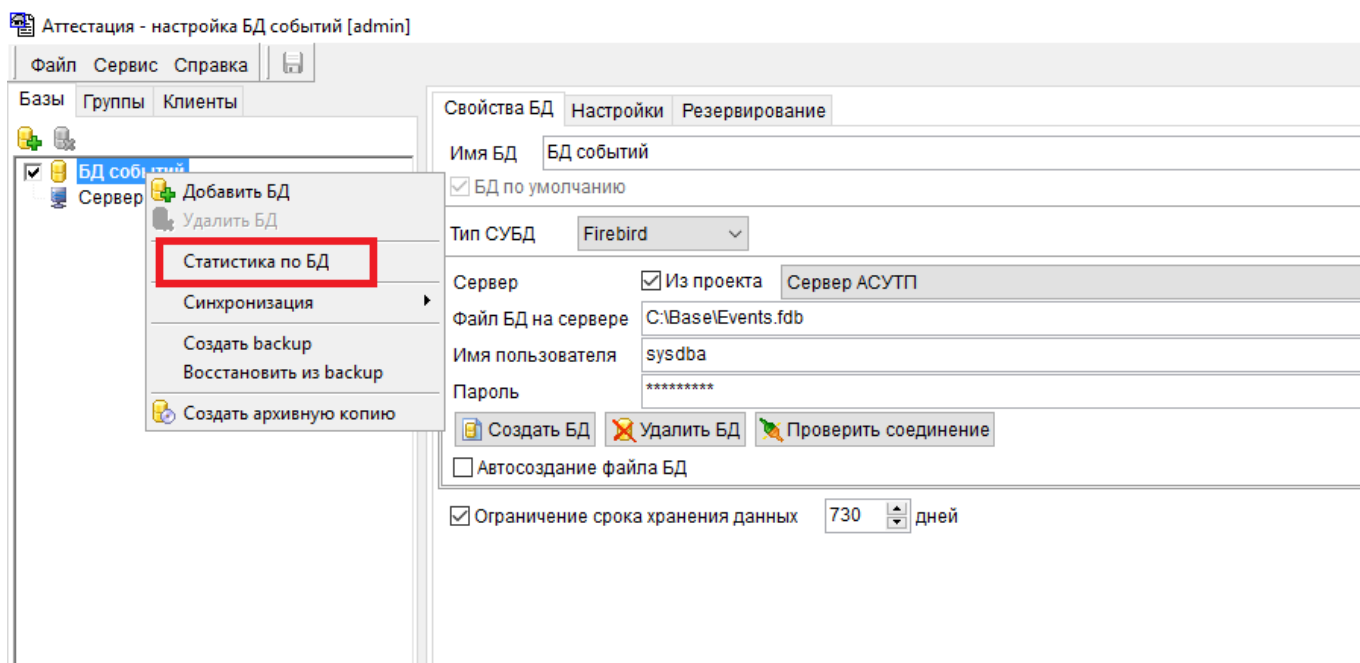 Аттестация - настройка БД событий [admin]
Файл Сервис Справка
Базы Группы Клиенты
БД событий
Сервер
Добавить БД
Удалить БД
Статистика по БД
Синхронизация
Создать backup
Восстановить из backup
Создать архивную копию
Свойства БД Настройки Резервирование
Имя БД БД событий
БД по умолчанию
Тип СУБД Firebird
Сервер Из проекта Сервер АСУТП
Файл БД на сервере C:\Base\Events.fdb
Имя пользователя sysdba
Пароль *********
Создать БД Удалить БД Проверить соединение
Автосоздание файла БД
Ограничение срока хранения данных 730 дней